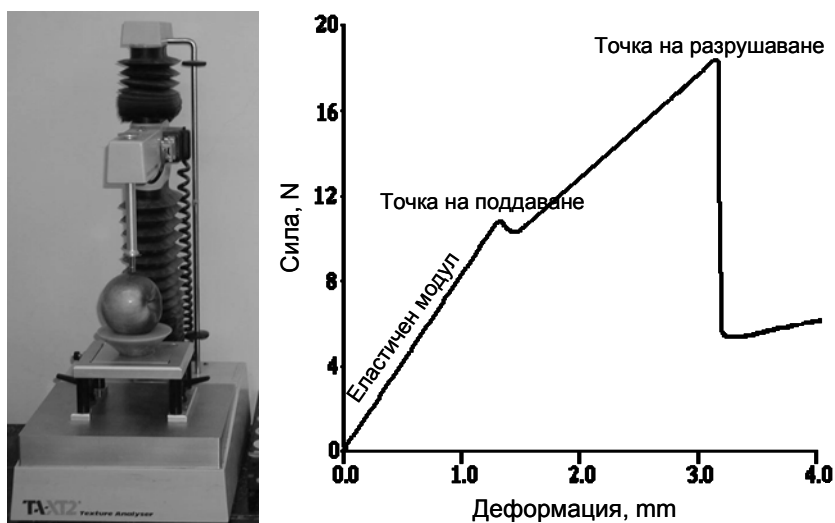 TA-XT2 Texture Analyser
20
16
12
8
4
0
0.0 1.0 2.0 3.0 4.0
Сила, N
Деформация, mm
Еластичен модул
Точка на поддаване
Точка на разрушаване